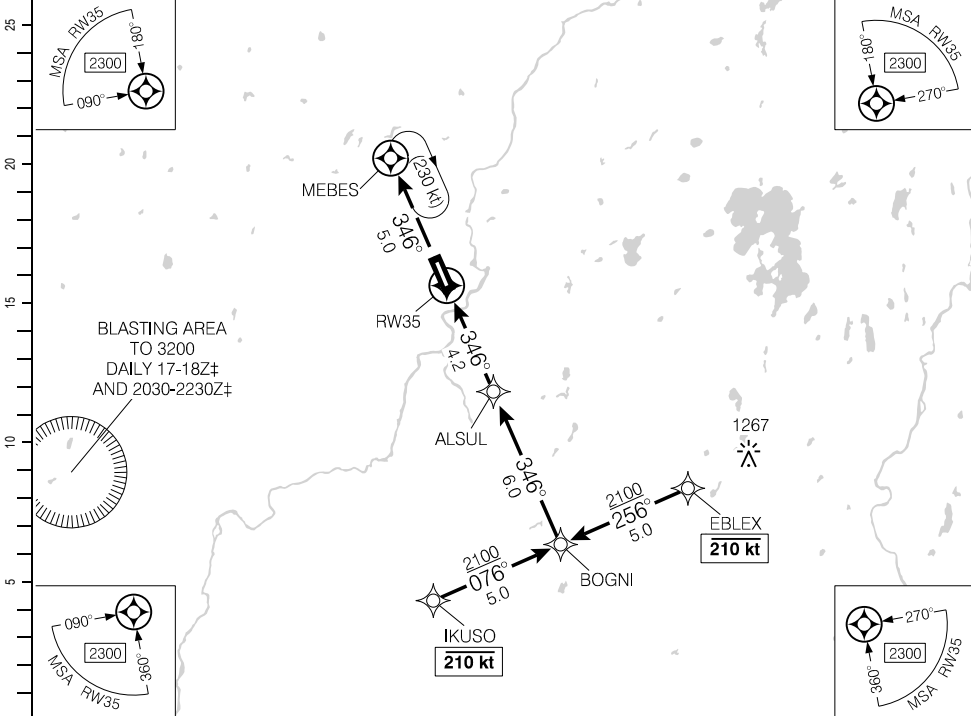 25
20
15
10
5
MSA RW35
180°
2300
090°
MSA RW35
180°
2300
270°
MEBES
(230 kt)
346°
5.0
RW35
BLASTING AREA
TO 3200
DAILY 17-18Z‡
AND 2030-2230Z‡
346°
4.2
ALSUL
1267
346°
6.0
2100
256°
5.0
EBLEX
210 kt
2100
076°
5.0
BOGNI
IKUSO
210 kt
090°
2300
360°
MSA RW35
270°
2300
360°
MSA RW35